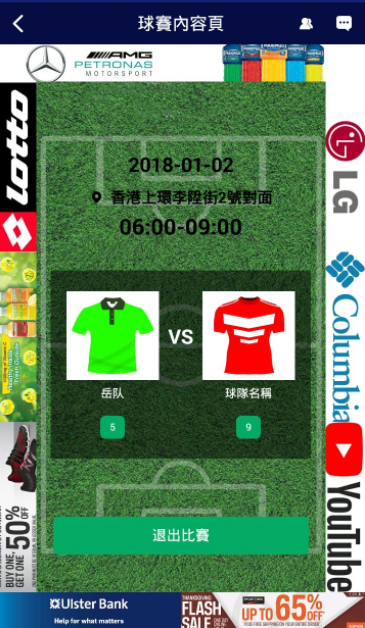 球賽內容頁
AMG
PETRONAS
MOTORSPORT
lotto
LG
2018-01-02
香港上環李陞街2號對面
06:00-09:00
VS
岳队
球隊名稱
5
9
Columbia
BUY ONE
GET ONE
50%
OFF
退出比賽
YouTube
Ulster Bank
Help for what matters
THANKSGIVING
FLASH
SALE
UP TO 65%
OFF